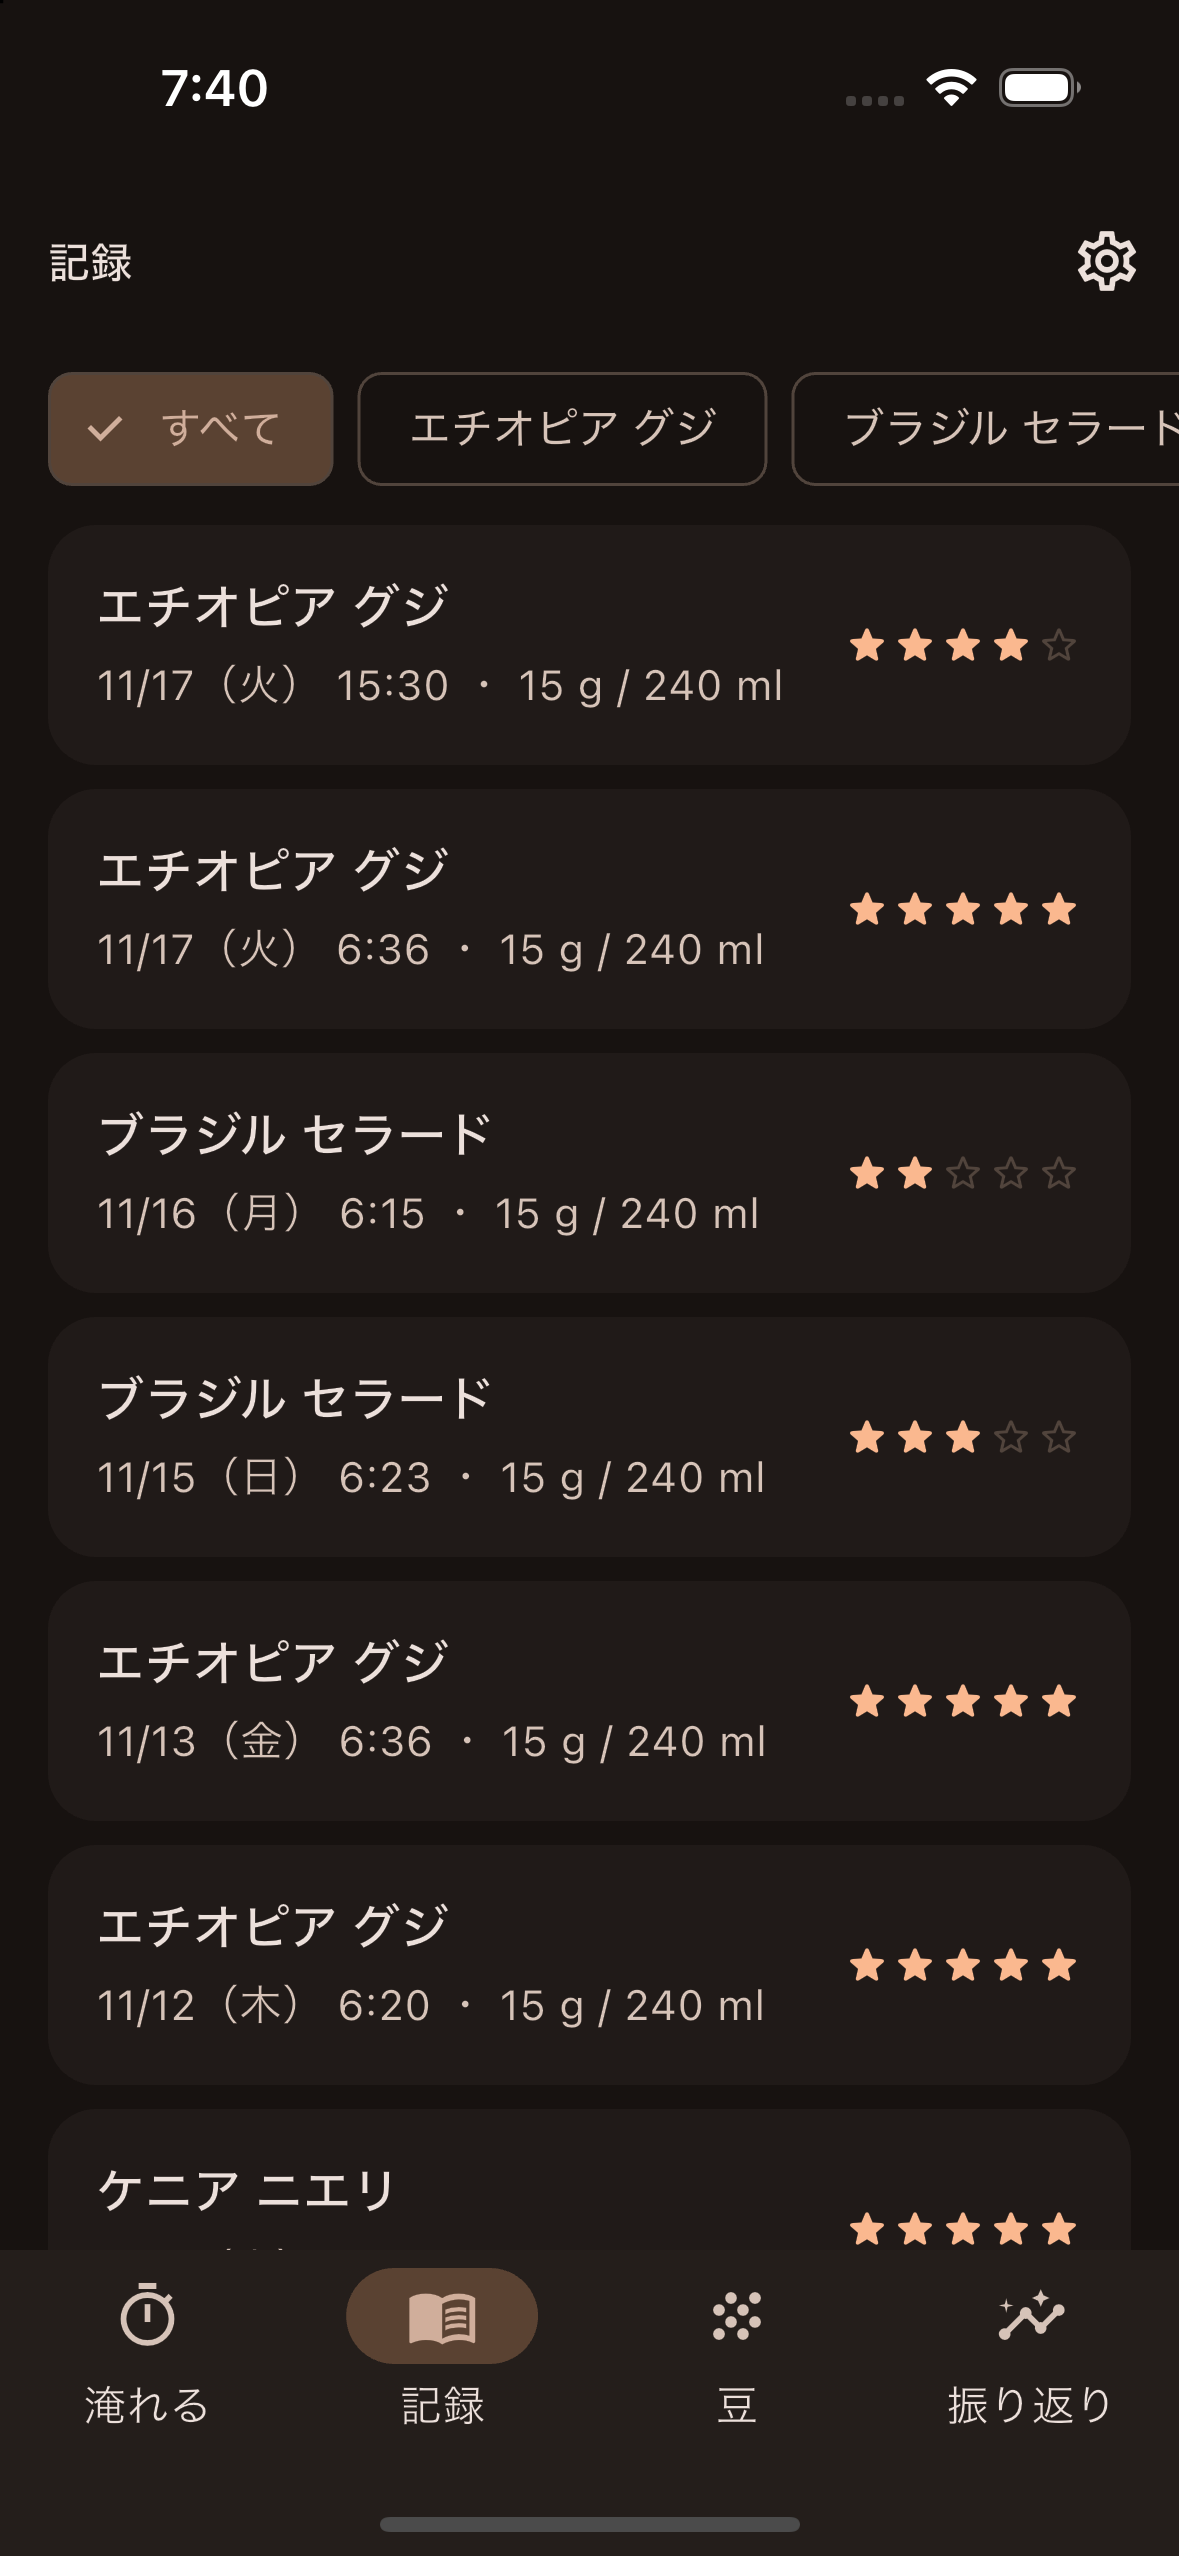 7:40
記録
すべて
エチオピア グジ
ブラジル セラード
エチオピア グジ
11/17（火） 15:30 · 15 g / 240 ml
エチオピア グジ
11/17（火） 6:36 · 15 g / 240 ml
ブラジル セラード
11/16（月） 6:15 · 15 g / 240 ml
ブラジル セラード
11/15（日） 6:23 · 15 g / 240 ml
エチオピア グジ
11/13（金） 6:36 · 15 g / 240 ml
エチオピア グジ
11/12（木） 6:20 · 15 g / 240 ml
ケニア ニエリ
淹れる
記録
豆
振り返り